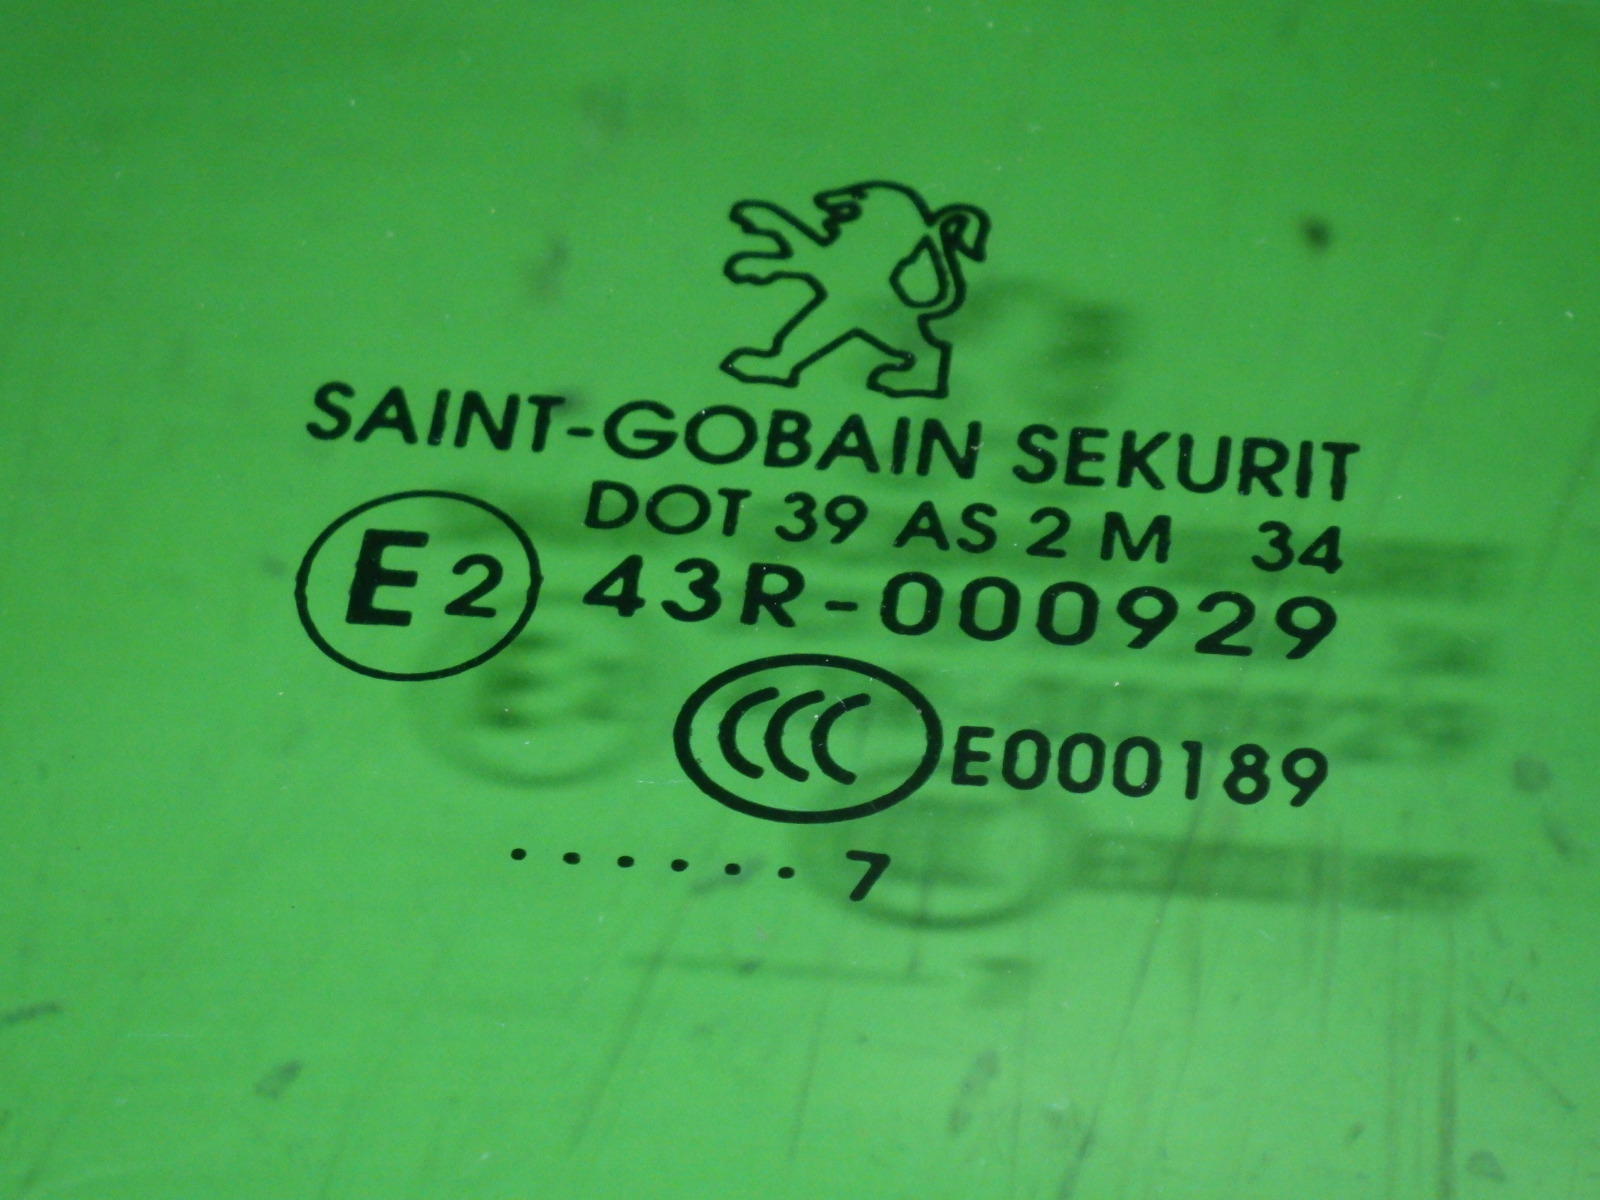 SAINT-GOBAIN SEKURIT
DOT 39 AS 2 M 34
E2 43R-000929
CCC E000189
......7